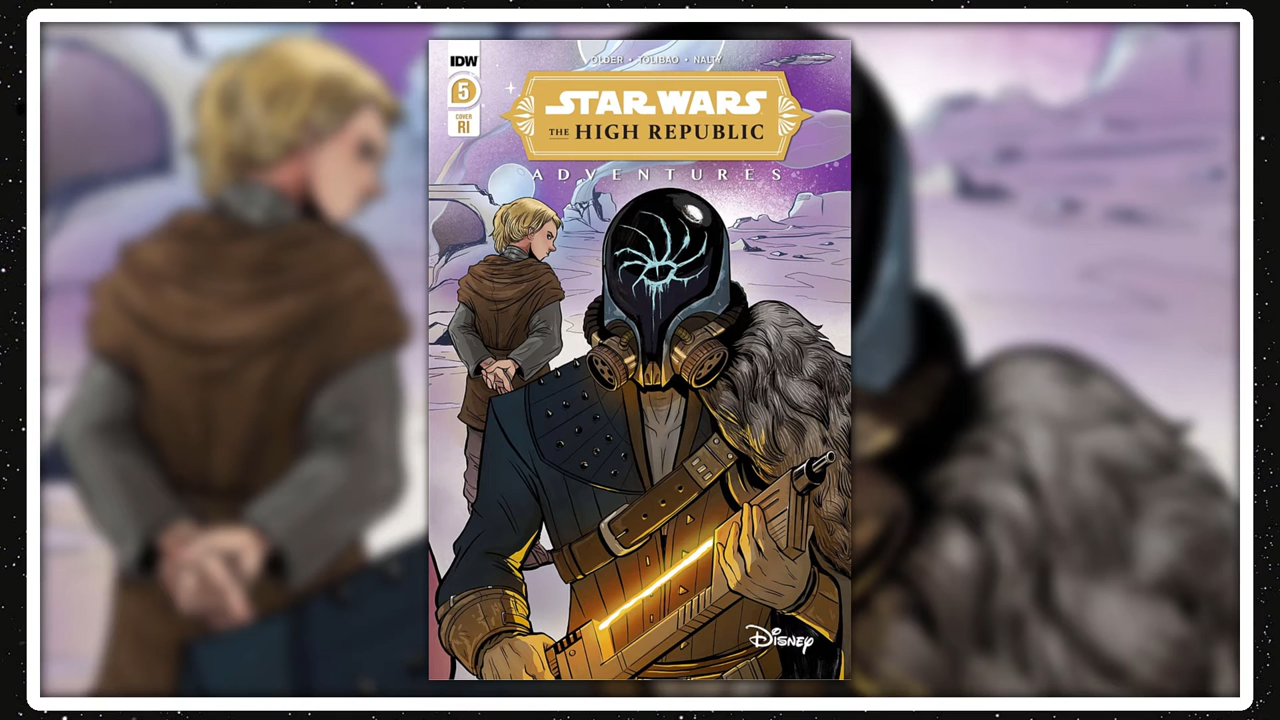 IDW
OLDER • TOLIBAO • NALTY
5
COVER
RI
STAR WARS
THE HIGH REPUBLIC
ADVENTURES
Disney